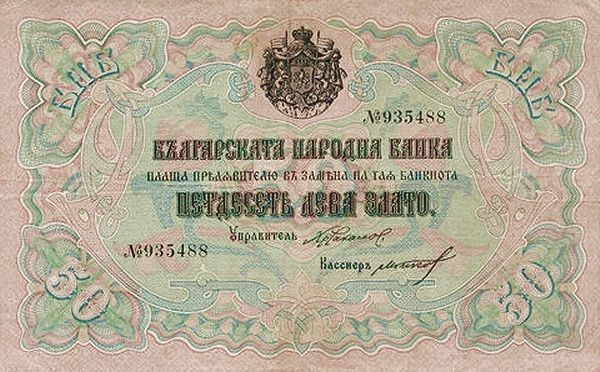 БНБ БНБ
№935488
БЪЛГАРСКАТА НАРОДНА БАНКА
ПЛАЩА ПРѢДЯВИТЕЛЮ ВЪ ЗАМѢНА НА ТАЯ БАНКНОТА
ПЕТДЕСЕТЬ ЛЕВА ЗЛАТО.
Управитель
№935488
Касиеръ
50 50